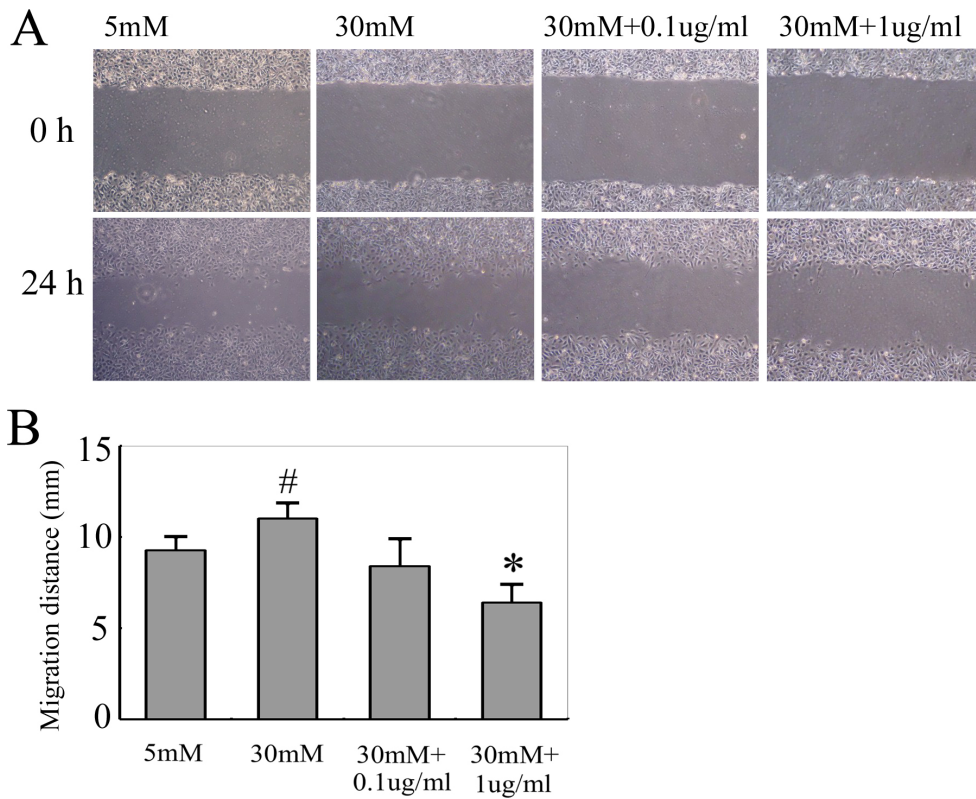 A
5mM
30mM
30mM+0.1ug/ml
30mM+1ug/ml
0 h
24 h
B
Migration distance (mm)
15
10
5
0
#
*
5mM
30mM
30mM+
0.1ug/ml
30mM+
1ug/ml